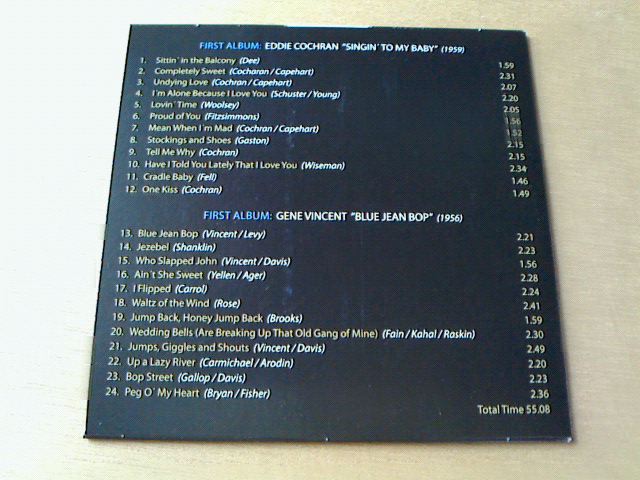 FIRST ALBUM: EDDIE COCHRAN "SINGIN´TO MY BABY" (1959)
1. Sittin´in the Balcony (Dee) 1.59
2. Completely Sweet (Cocharan / Capehart) 2.31
3. Undying Love (Cochran / Capehart) 2.07
4. I´m Alone Because I Love You (Schuster / Young) 2.20
5. Lovin´Time (Woolsey) 2.05
6. Proud of You (Fitzsimmons) 1.56
7. Mean When I´m Mad (Cochran / Capehart) 1.52
8. Stockings and Shoes (Gaston) 2.15
9. Tell Me Why (Cochran) 2.15
10. Have I Told You Lately That I Love You (Wiseman) 2.34
11. Cradle Baby (Fell) 1.46
12. One Kiss (Cochran) 1.49
FIRST ALBUM: GENE VINCENT "BLUE JEAN BOP" (1956)
13. Blue Jean Bop (Vincent / Levy) 2.21
14. Jezebel (Shanklin) 2.23
15. Who Slapped John (Vincent / Davis) 1.56
16. Ain´t She Sweet (Yellen / Ager) 2.28
17. I Flipped (Carrol) 2.24
18. Waltz of the Wind (Rose) 2.41
19. Jump Back, Honey Jump Back (Brooks) 1.59
20. Wedding Bells (Are Breaking Up That Old Gang of Mine) (Fain / Kahal / Raskin) 2.30
21. Jumps, Giggles and Shouts (Vincent / Davis) 2.49
22. Up a Lazy River (Carmichael / Arodin) 2.20
23. Bop Street (Gallop / Davis) 2.23
24. Peg O´ My Heart (Bryan / Fisher) 2.36
Total Time 55.08